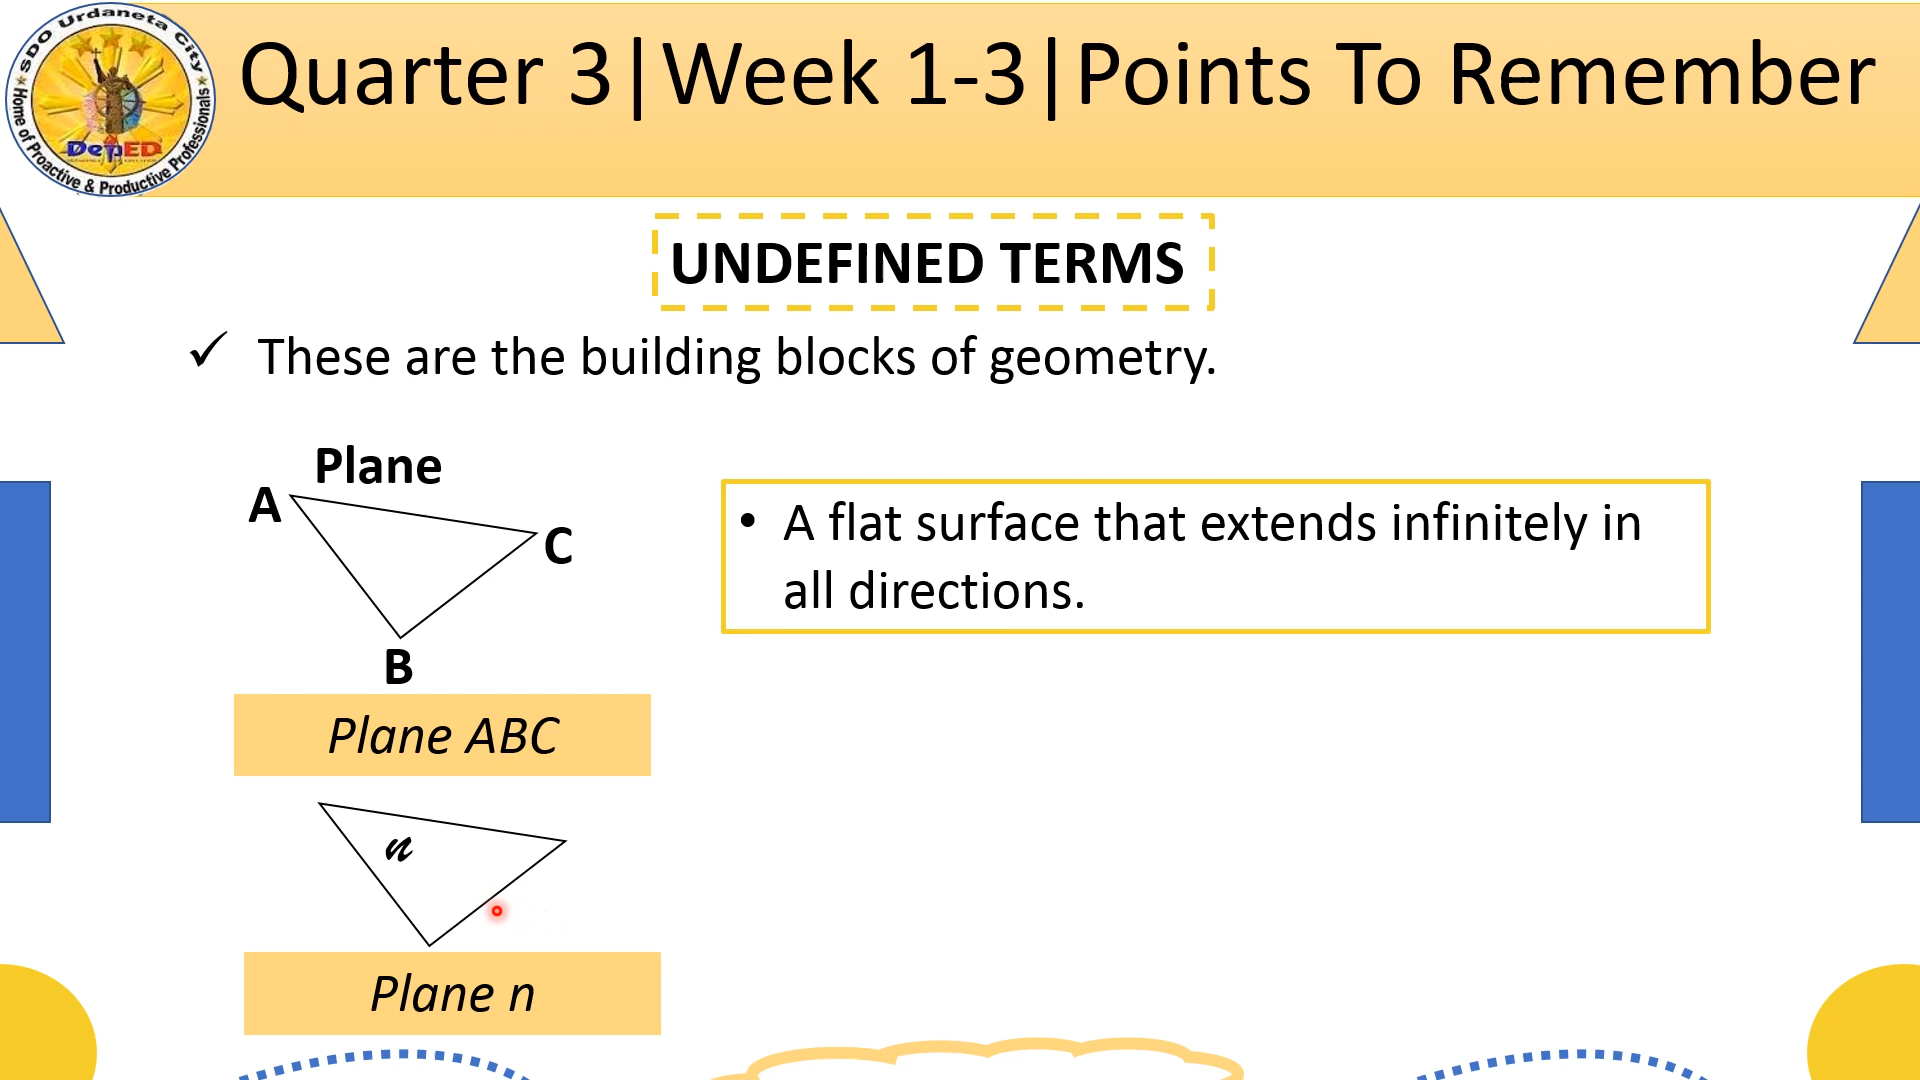 SDO Urdaneta City
Home of Proactive & Productive Professionals
DepED
Quarter 3|Week 1-3|Points To Remember
UNDEFINED TERMS
✓ These are the building blocks of geometry.
Plane
A
C
B
Plane ABC
• A flat surface that extends infinitely in
all directions.
n
Plane n